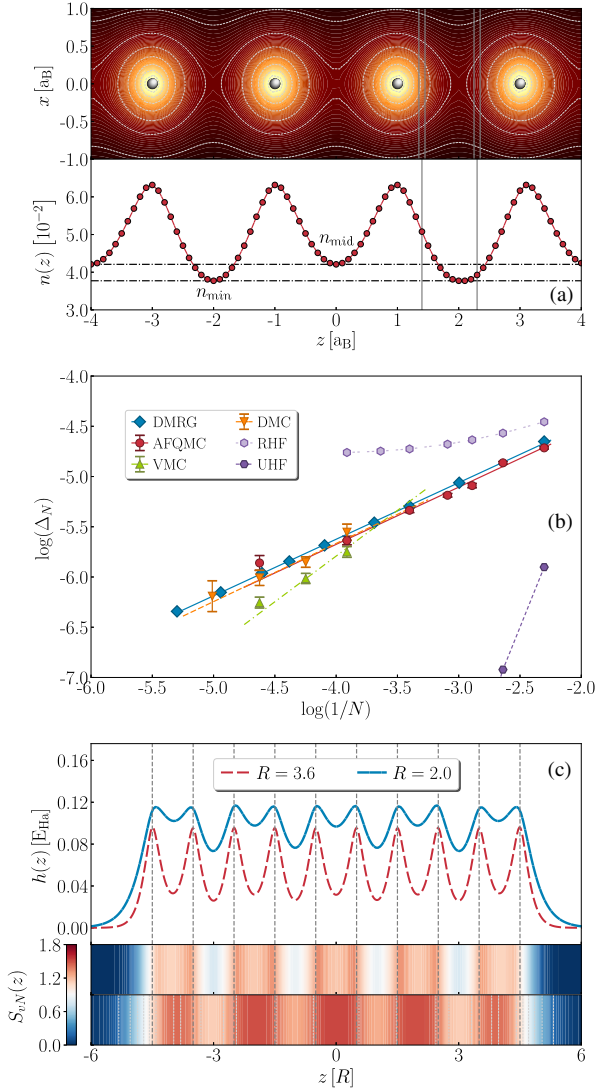 1.0
0.5
0.0
-0.5
-1.0
x [a_B]
6.0
5.0
4.0
3.0
n(z) [10^-2]
n_mid
n_min
(a)
-4 -3 -2 -1 0 1 2 3 4
z [a_B]
-4.0
-4.5
-5.0
-5.5
-6.0
-6.5
-7.0
log(Δ_N)
DMRG DMC
AFQMC RHF
VMC UHF
(b)
-6.0 -5.5 -5.0 -4.5 -4.0 -3.5 -3.0 -2.5 -2.0
log(1/N)
0.16
0.12
0.08
0.04
0.00
h(z) [E_Ha]
R = 3.6 R = 2.0
(c)
1.8
1.2
0.6
0.0
S_vN(z)
-6 -3 0 3 6
z [R]